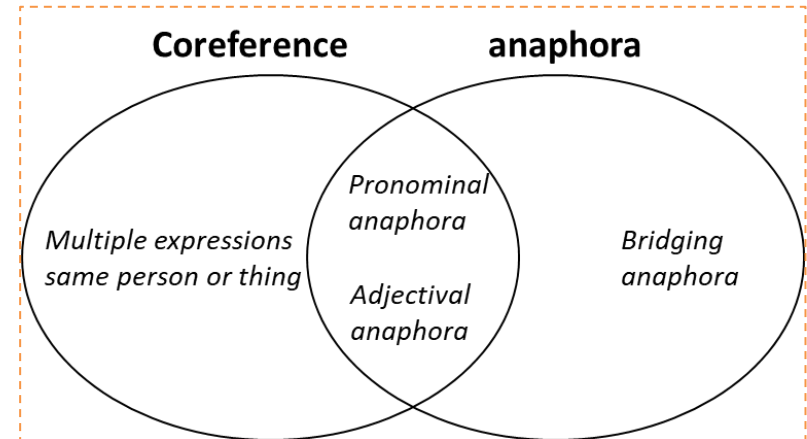 Coreference anaphora
Pronominal
anaphora
Multiple expressions
same person or thing
Bridging
anaphora
Adjectival
anaphora